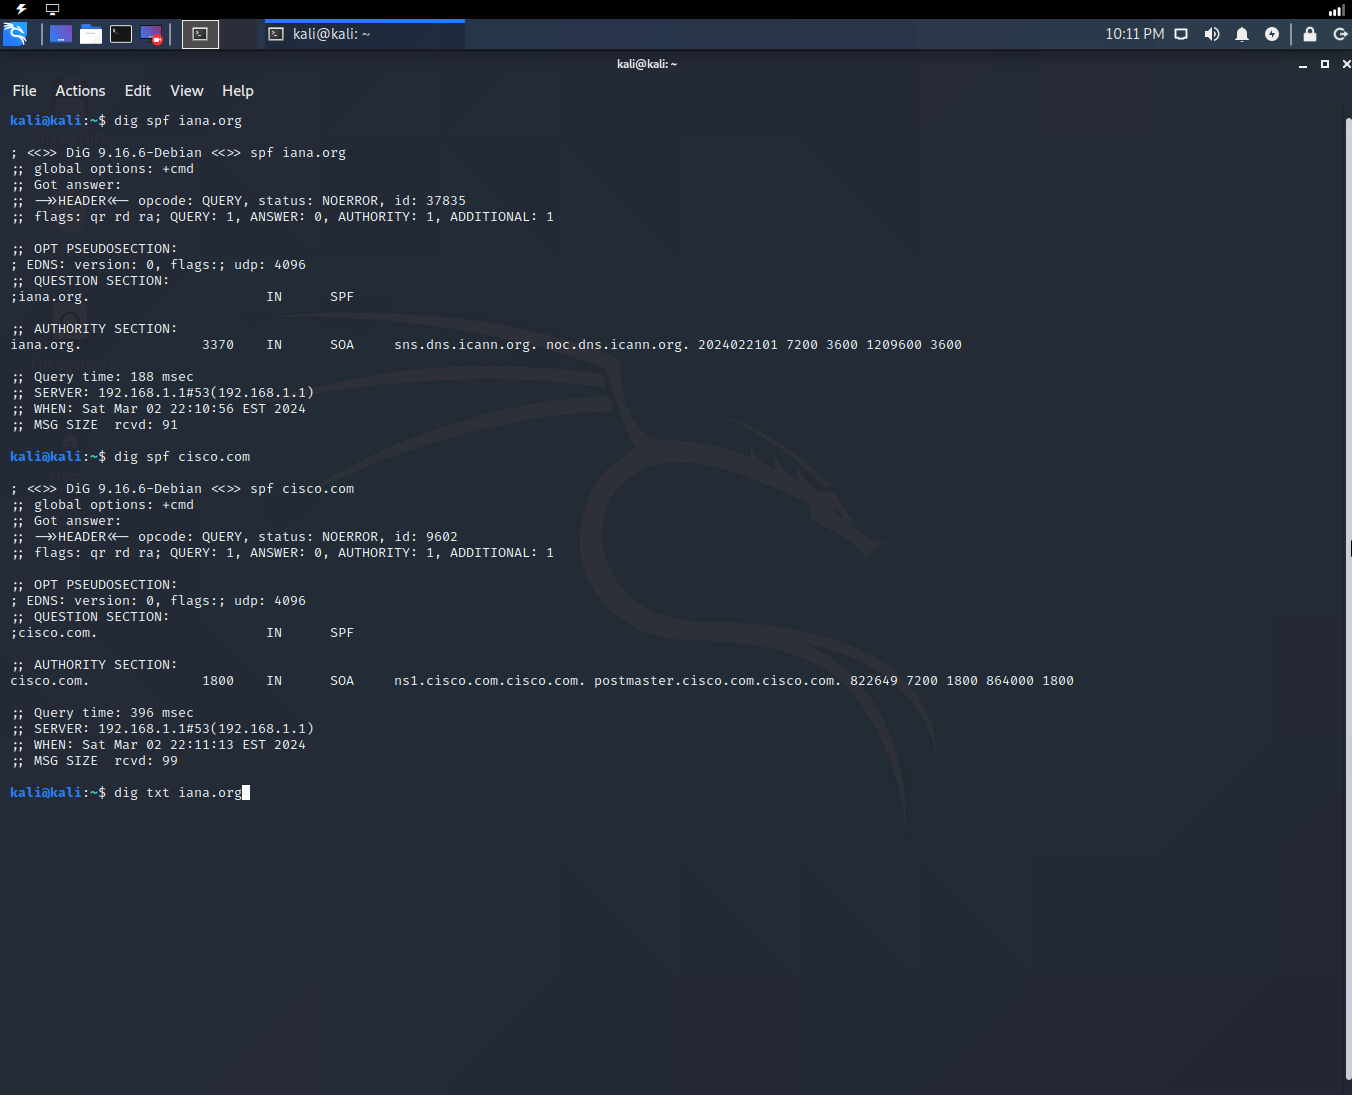 kali@kali: ~
10:11 PM
kali@kali: ~
File Actions Edit View Help
kali@kali:~$ dig spf iana.org
; <<>> DiG 9.16.6-Debian <<>> spf iana.org
;; global options: +cmd
;; Got answer:
;; ->>HEADER<<- opcode: QUERY, status: NOERROR, id: 37835
;; flags: qr rd ra; QUERY: 1, ANSWER: 0, AUTHORITY: 1, ADDITIONAL: 1
;; OPT PSEUDOSECTION:
; EDNS: version: 0, flags:; udp: 4096
;; QUESTION SECTION:
;iana.org. IN SPF
;; AUTHORITY SECTION:
iana.org. 3370 IN SOA sns.dns.icann.org. noc.dns.icann.org. 2024022101 7200 3600 1209600 3600
;; Query time: 188 msec
;; SERVER: 192.168.1.1#53(192.168.1.1)
;; WHEN: Sat Mar 02 22:10:56 EST 2024
;; MSG SIZE rcvd: 91
kali@kali:~$ dig spf cisco.com
; <<>> DiG 9.16.6-Debian <<>> spf cisco.com
;; global options: +cmd
;; Got answer:
;; ->>HEADER<<- opcode: QUERY, status: NOERROR, id: 9602
;; flags: qr rd ra; QUERY: 1, ANSWER: 0, AUTHORITY: 1, ADDITIONAL: 1
;; OPT PSEUDOSECTION:
; EDNS: version: 0, flags:; udp: 4096
;; QUESTION SECTION:
;cisco.com. IN SPF
;; AUTHORITY SECTION:
cisco.com. 1800 IN SOA ns1.cisco.com.cisco.com. postmaster.cisco.com.cisco.com. 822649 7200 1800 864000 1800
;; Query time: 396 msec
;; SERVER: 192.168.1.1#53(192.168.1.1)
;; WHEN: Sat Mar 02 22:11:13 EST 2024
;; MSG SIZE rcvd: 99
kali@kali:~$ dig txt iana.org